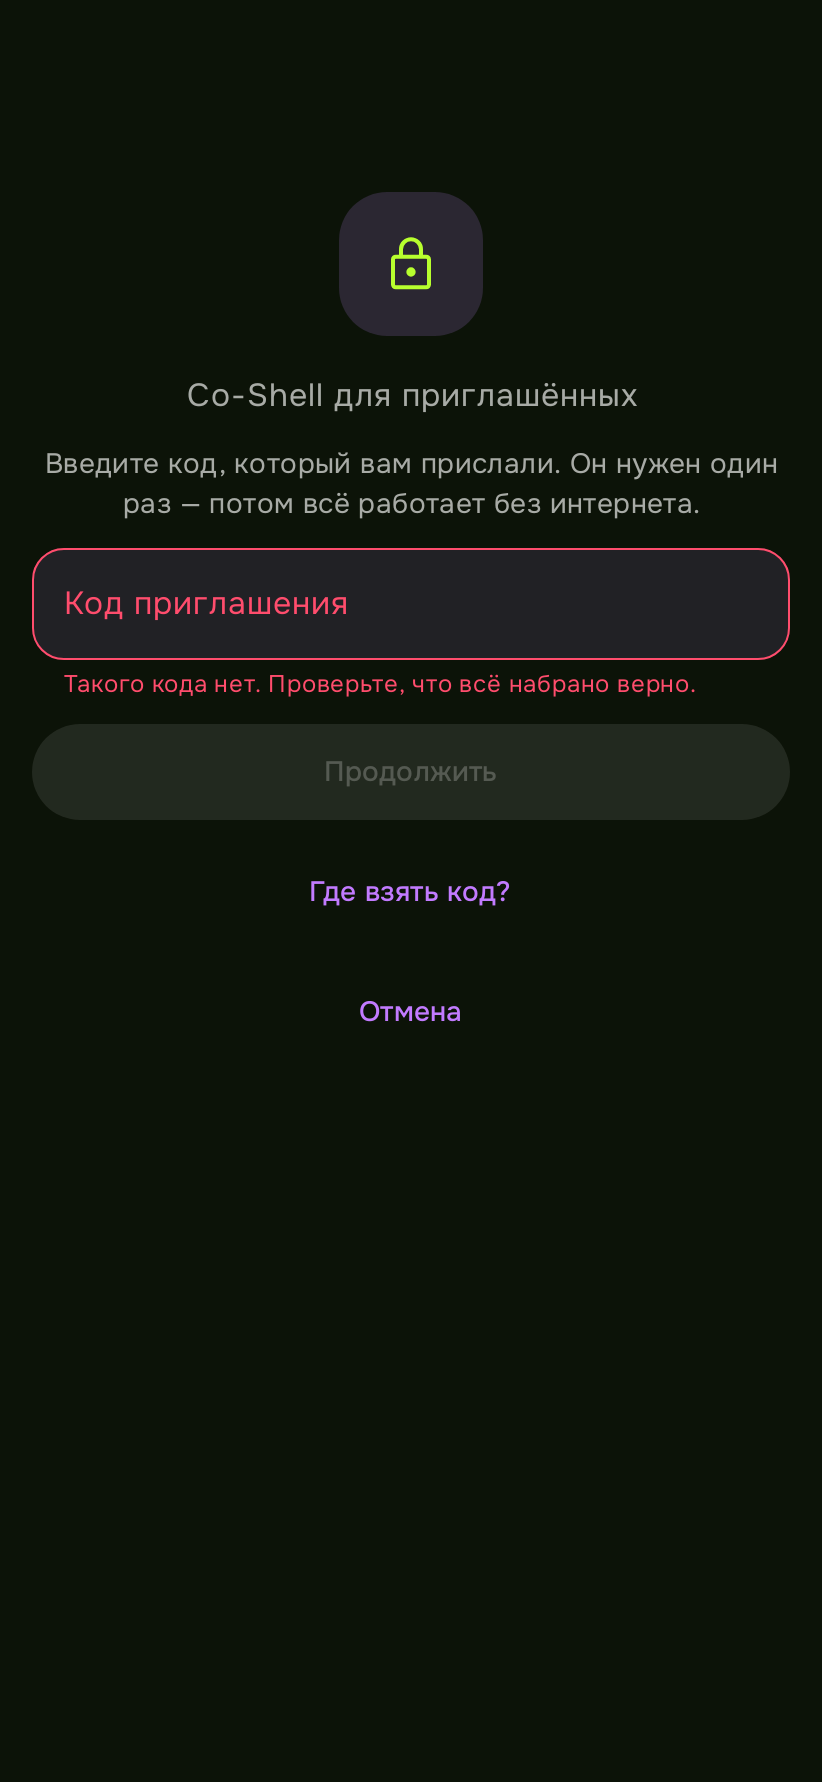 Co-Shell для приглашённых
Введите код, который вам прислали. Он нужен один
раз — потом всё работает без интернета.
Код приглашения
Такого кода нет. Проверьте, что всё набрано верно.
Продолжить
Где взять код?
Отмена